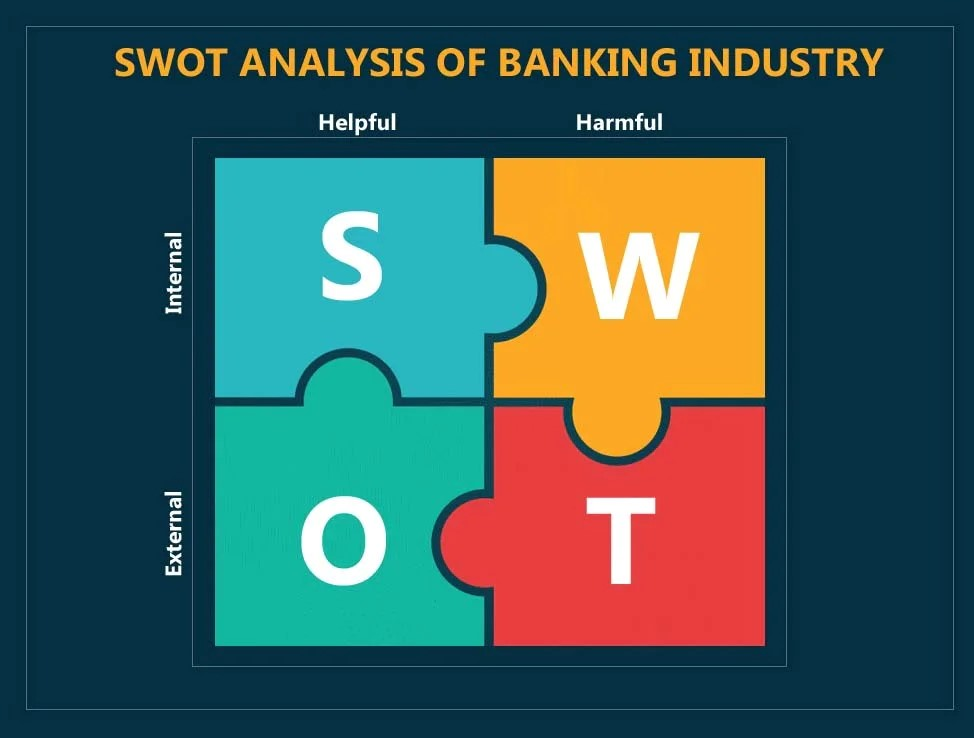 SWOT ANALYSIS OF BANKING INDUSTRY
Helpful Harmful
Internal
S W
External
O T